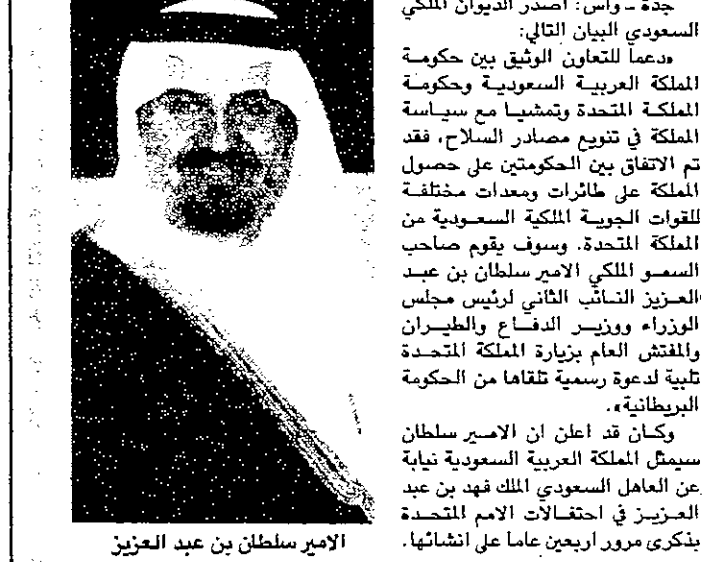 جدة ـ واس: اصدر الديوان الملكي
السعودي البيان التالي:
«دعما للتعاون الوثيق بين حكومة
المملكة العربية السعودية وحكومة
المملكة المتحدة وتمشيا مع سياسة
المملكة في تنويع مصادر السلاح، فقد
تم الاتفاق بين الحكومتين على حصول
المملكة على طائرات ومعدات مختلفة
للقوات الجوية الملكية السعودية من
المملكة المتحدة. وسوف يقوم صاحب
السمو الملكي الامير سلطان بن عبد
العزيز النائب الثاني لرئيس مجلس
الوزراء ووزير الدفاع والطيران
والمفتش العام بزيارة المملكة المتحدة
تلبية لدعوة رسمية تلقاها من الحكومة
البريطانية».
وكان قد اعلن ان الامير سلطان
سيمثل المملكة العربية السعودية نيابة
عن العاهل السعودي الملك فهد بن عبد
العزيز في احتفالات الامم المتحدة
بذكرى مرور اربعين عاما على انشائها.
الامير سلطان بن عبد العزيز